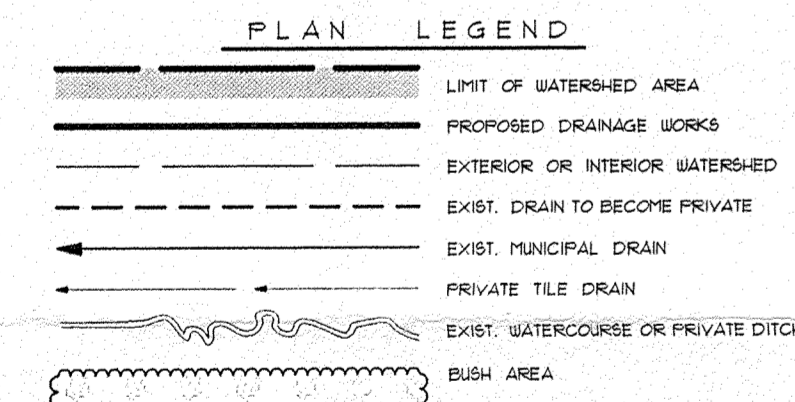 PLAN LEGEND
LIMIT OF WATERSHED AREA
PROPOSED DRAINAGE WORKS
EXTERIOR OR INTERIOR WATERSHED
EXIST. DRAIN TO BECOME PRIVATE
EXIST. MUNICIPAL DRAIN
PRIVATE TILE DRAIN
EXIST. WATERCOURSE OR PRIVATE DITCH
BUSH AREA